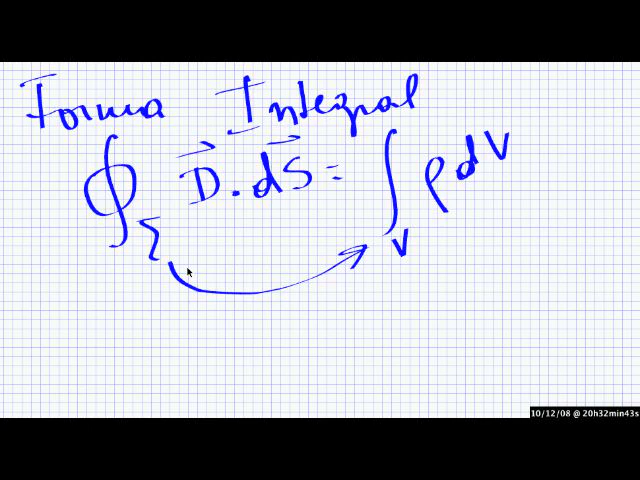 Forma Integral
∮_Σ D⃗ · dS⃗ = ∫_V ρ dV
10/12/08 @ 20h32min43s